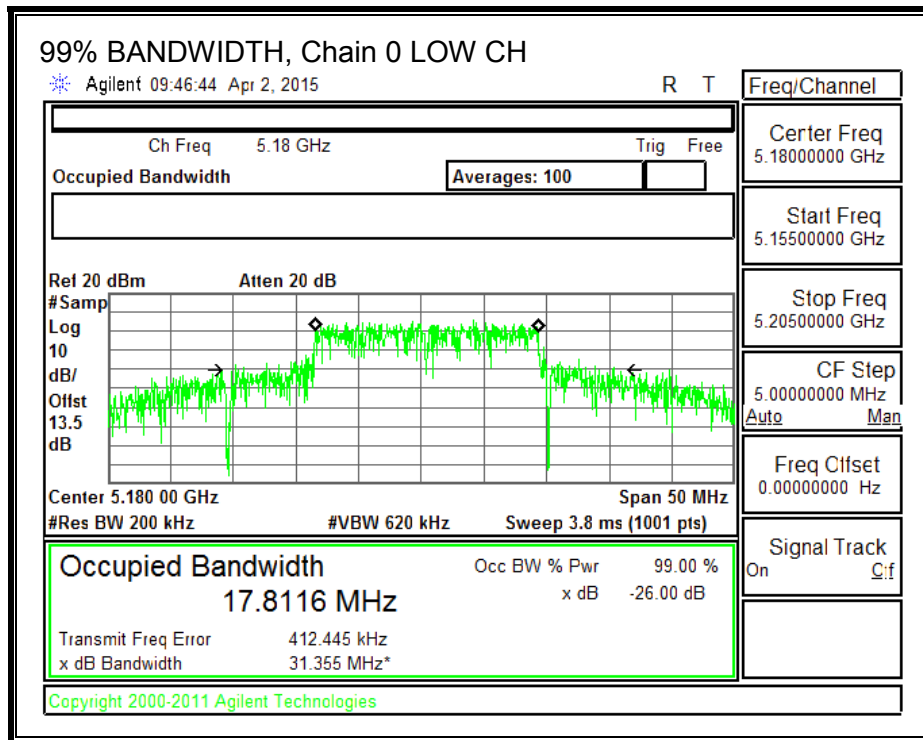 99% BANDWIDTH, Chain 0 LOW CH
Agilent 09:46:44 Apr 2, 2015 R T
Freq/Channel
Ch Freq 5.18 GHz Trig Free
Occupied Bandwidth Averages: 100
Center Freq
5.18000000 GHz
Start Freq
5.15500000 GHz
Stop Freq
5.20500000 GHz
CF Step
5.00000000 MHz
Auto Man
Freq Offset
0.00000000 Hz
Signal Track
On Off
Ref 20 dBm Atten 20 dB
#Samp
Log
10
dB/
Offst
13.5
dB
Center 5.180 00 GHz Span 50 MHz
#Res BW 200 kHz #VBW 620 kHz Sweep 3.8 ms (1001 pts)
Occupied Bandwidth Occ BW % Pwr 99.00 %
17.8116 MHz x dB -26.00 dB
Transmit Freq Error 412.445 kHz
x dB Bandwidth 31.355 MHz*
Copyright 2000-2011 Agilent Technologies